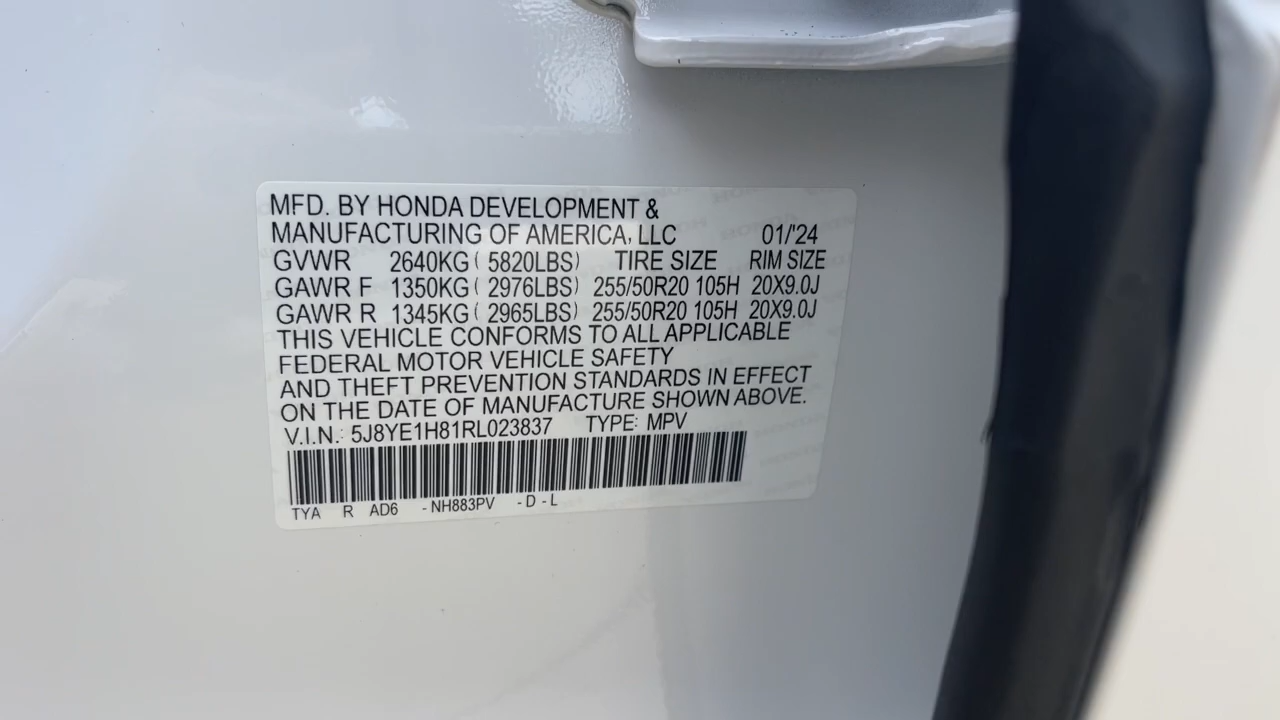 MFD. BY HONDA DEVELOPMENT &
MANUFACTURING OF AMERICA, LLC 01/'24
GVWR 2640KG ( 5820LBS) TIRE SIZE RIM SIZE
GAWR F 1350KG ( 2976LBS) 255/50R20 105H 20X9.0J
GAWR R 1345KG ( 2965LBS) 255/50R20 105H 20X9.0J
THIS VEHICLE CONFORMS TO ALL APPLICABLE
FEDERAL MOTOR VEHICLE SAFETY
AND THEFT PREVENTION STANDARDS IN EFFECT
ON THE DATE OF MANUFACTURE SHOWN ABOVE.
V.I.N.: 5J8YE1H81RL023837 TYPE: MPV
TYA R AD6 -NH883PV -D-L